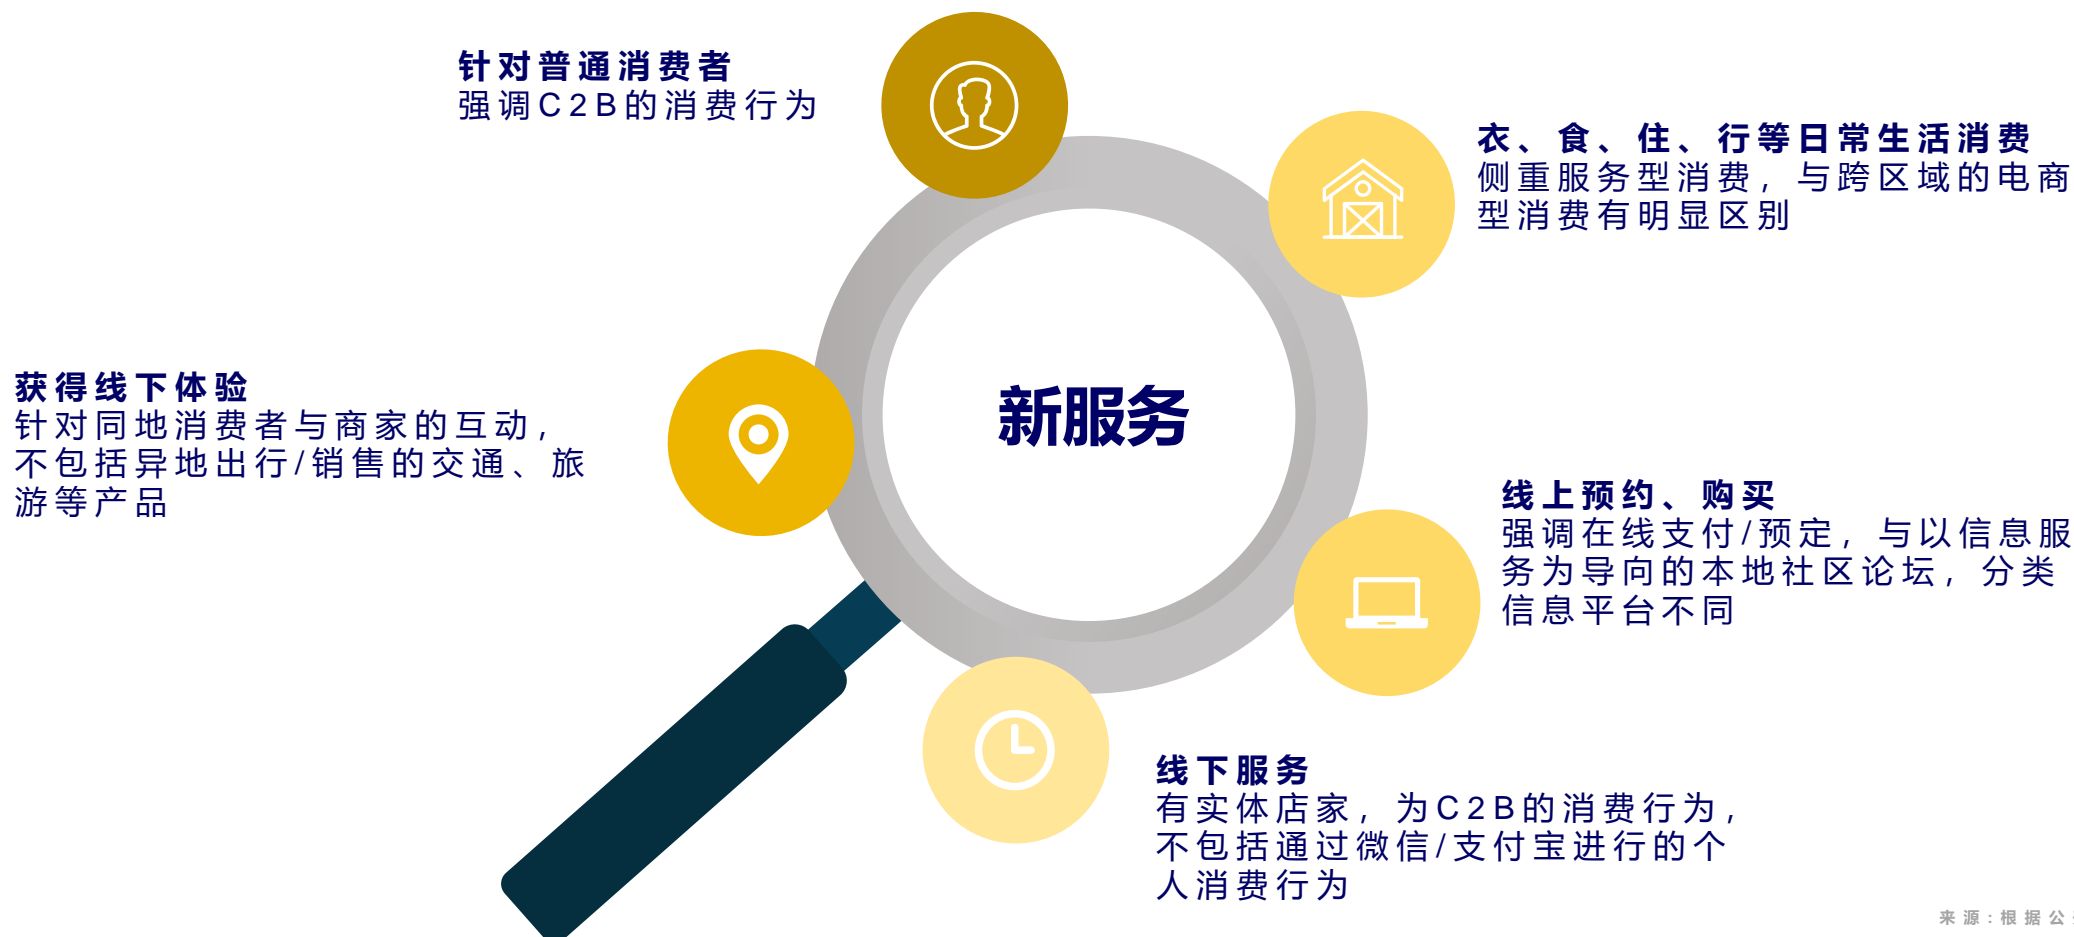 针对普通消费者
强调C2B的消费行为
衣、食、住、行等日常生活消费
侧重服务型消费，与跨区域的电商
型消费有明显区别
获得线下体验
针对同地消费者与商家的互动，
不包括异地出行/销售的交通、旅
游等产品
新服务
线上预约、购买
强调在线支付/预定，与以信息服
务为导向的本地社区论坛，分类
信息平台不同
线下服务
有实体店家，为C2B的消费行为，
不包括通过微信/支付宝进行的个
人消费行为
来源：根据公